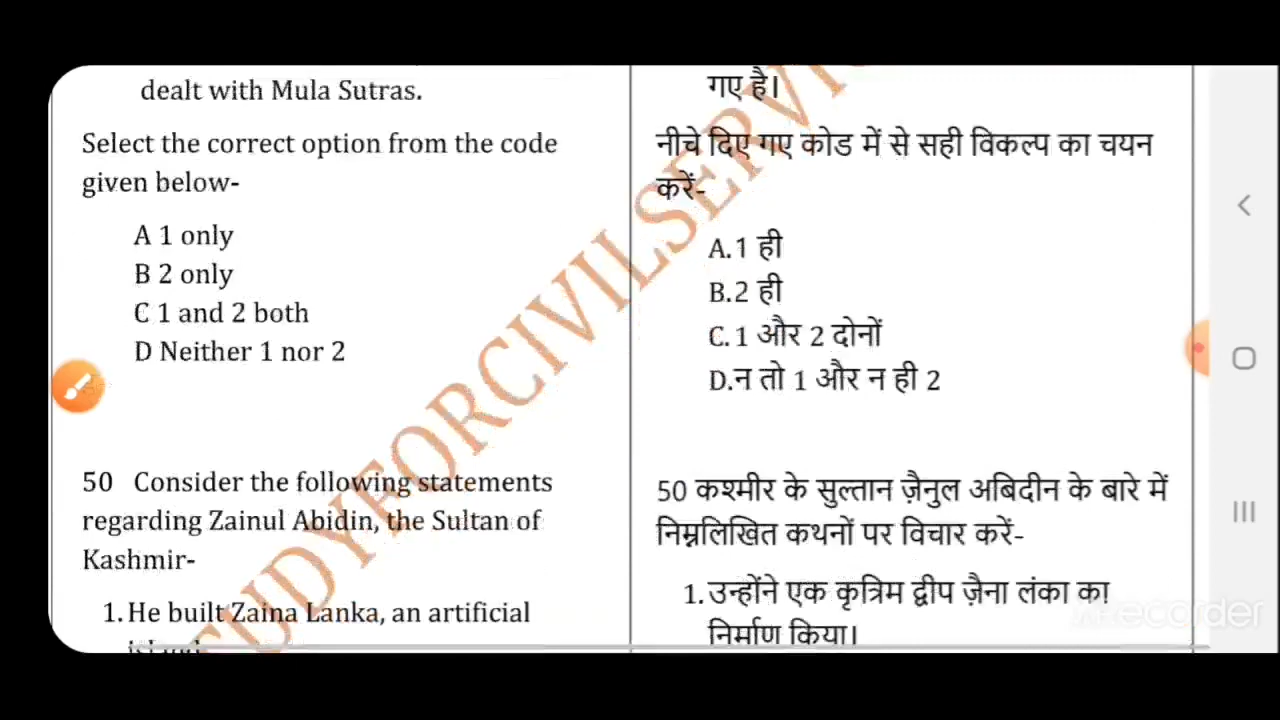 dealt with Mula Sutras.
Select the correct option from the code
given below-
A 1 only
B 2 only
C 1 and 2 both
D Neither 1 nor 2
50 Consider the following statements
regarding Zainul Abidin, the Sultan of
Kashmir-
1. He built Zaina Lanka, an artificial
island
गए है।
नीचे दिए गए कोड में से सही विकल्प का चयन
करें-
A.1 ही
B.2 ही
C.1 और 2 दोनों
D.न तो 1 और न ही 2
50 कश्मीर के सुल्तान ज़ैनुल अबिदीन के बारे में
निम्नलिखित कथनों पर विचार करें-
1. उन्होंने एक कृत्रिम द्वीप ज़ैना लंका का
निर्माण किया।
STUDYFORCIVILSERVI
Recorder